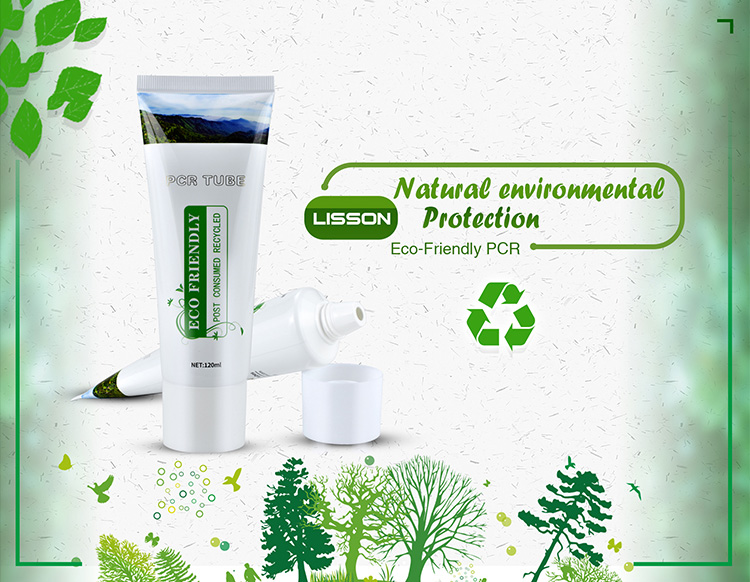 PCR TUBE
ECO FRIENDLY
POST CONSUMED RECYCLED
NET:120ml
LISSON
Natural environmental
Protection
Eco-Friendly PCR